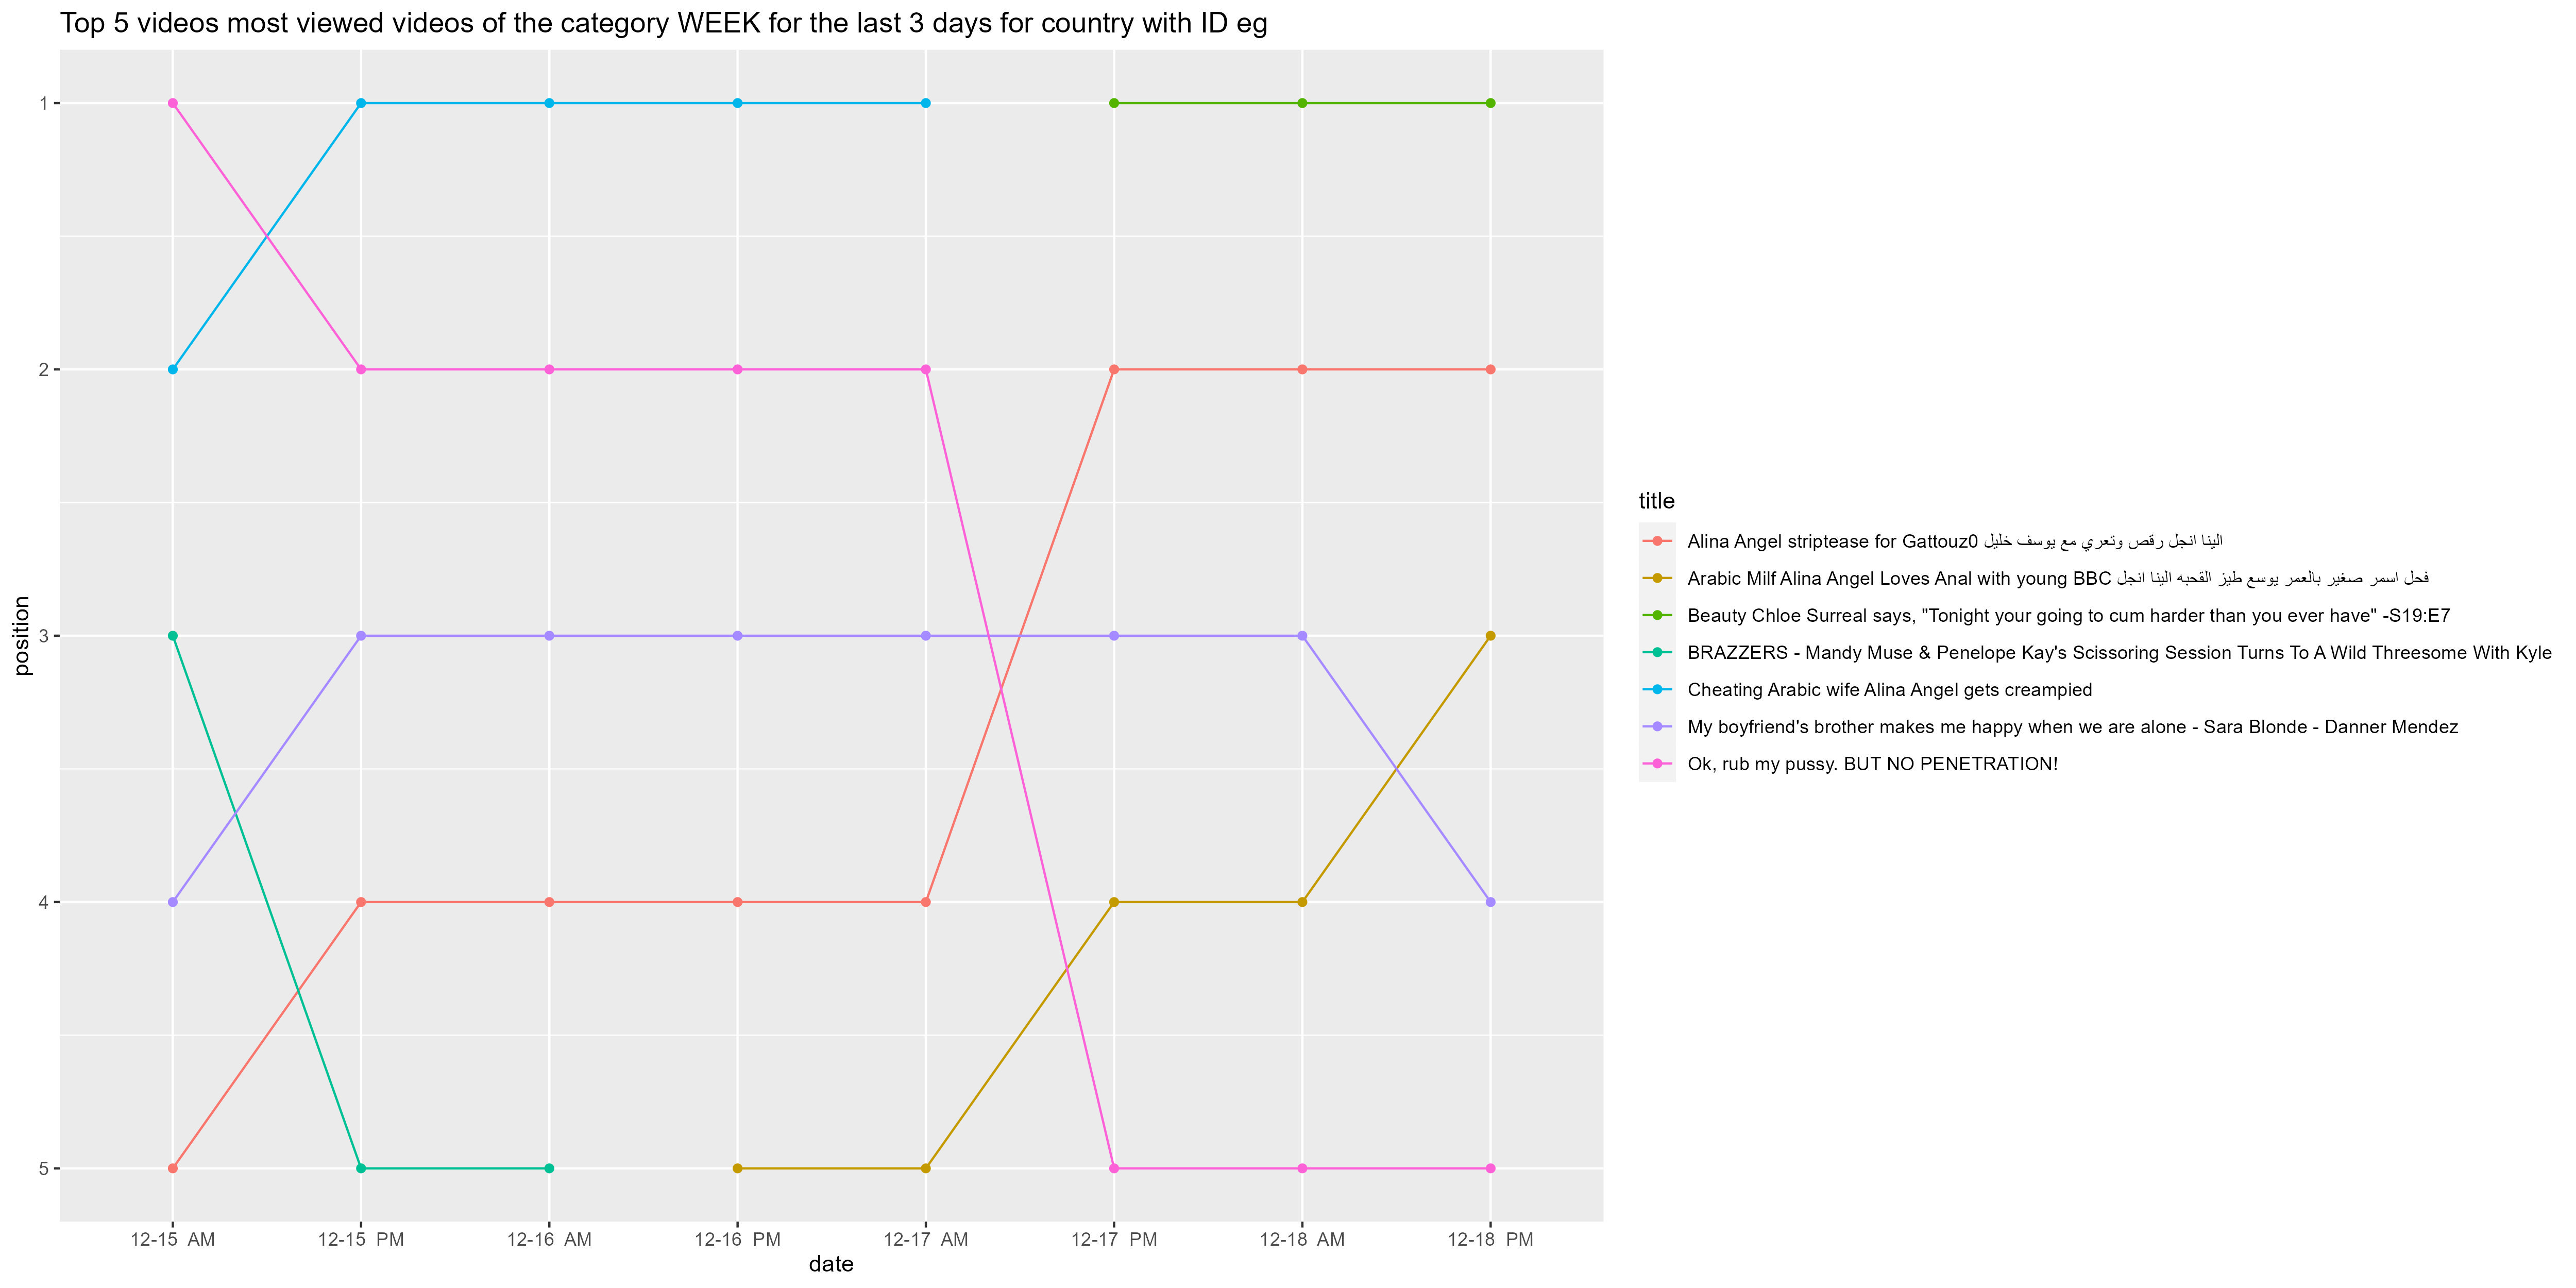 Top 5 videos most viewed videos of the category WEEK for the last 3 days for country with ID eg
position
1
2
3
4
5
12-15 AM
12-15 PM
12-16 AM
12-16 PM
12-17 AM
12-17 PM
12-18 AM
12-18 PM
date
title
Alina Angel striptease for Gattouz0 الينا انجل رقص وتعري مع يوسف خليل
Arabic Milf Alina Angel Loves Anal with young BBC فحل اسمر صغير بالعمر يوسع طيز القحبه الينا انجل
Beauty Chloe Surreal says, "Tonight your going to cum harder than you ever have" -S19:E7
BRAZZERS - Mandy Muse & Penelope Kay's Scissoring Session Turns To A Wild Threesome With Kyle
Cheating Arabic wife Alina Angel gets creampied
My boyfriend's brother makes me happy when we are alone - Sara Blonde - Danner Mendez
Ok, rub my pussy. BUT NO PENETRATION!